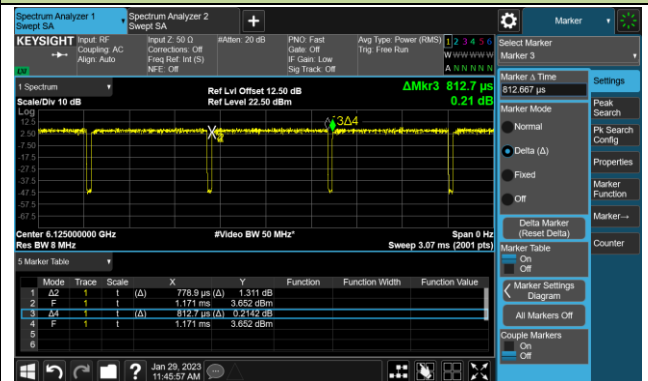 Spectrum Analyzer 1
Swept SA
Spectrum Analyzer 2
Swept SA
Marker
KEYSIGHT
Input: RF
Coupling: AC
Align: Auto
Input Z: 50 Ω
Corrections: Off
Freq Ref: Int (S)
NFE: Off
#Atten: 20 dB
PNO: Fast
Gate: Off
IF Gain: Low
Sig Track: Off
Avg Type: Power (RMS)
Trig: Free Run
1 2 3 4 5 6
W W W W W W
A N N N N N
Select Marker
Marker 3
1 Spectrum
Scale/Div 10 dB
Ref Lvl Offset 12.50 dB
Ref Level 22.50 dBm
ΔMkr3 812.7 µs
0.21 dB
Log
12.5
2.50
-7.50
-17.5
-27.5
-37.5
-47.5
-57.5
-67.5
3Δ4
Center 6.125000000 GHz
Res BW 8 MHz
#Video BW 50 MHz*
Span 0 Hz
Sweep 3.07 ms (2001 pts)
5 Marker Table
Mode Trace Scale X Y Function Function Width Function Value
1 Δ2 1 t (Δ) 778.9 µs (Δ) 1.311 dB
2 F 1 t 1.171 ms 3.652 dBm
3 Δ4 1 t (Δ) 812.7 µs (Δ) 0.2142 dB
4 F 1 t 1.171 ms 3.652 dBm
5
6
Marker Δ Time
812.667 µs
Marker Mode
Normal
Delta (Δ)
Fixed
Off
Delta Marker
(Reset Delta)
Marker Table
On
Off
Marker Settings
Diagram
All Markers Off
Couple Markers
On
Off
Settings
Peak
Search
Pk Search
Config
Properties
Marker
Function
Marker→
Counter
Jan 29, 2023
11:45:57 AM